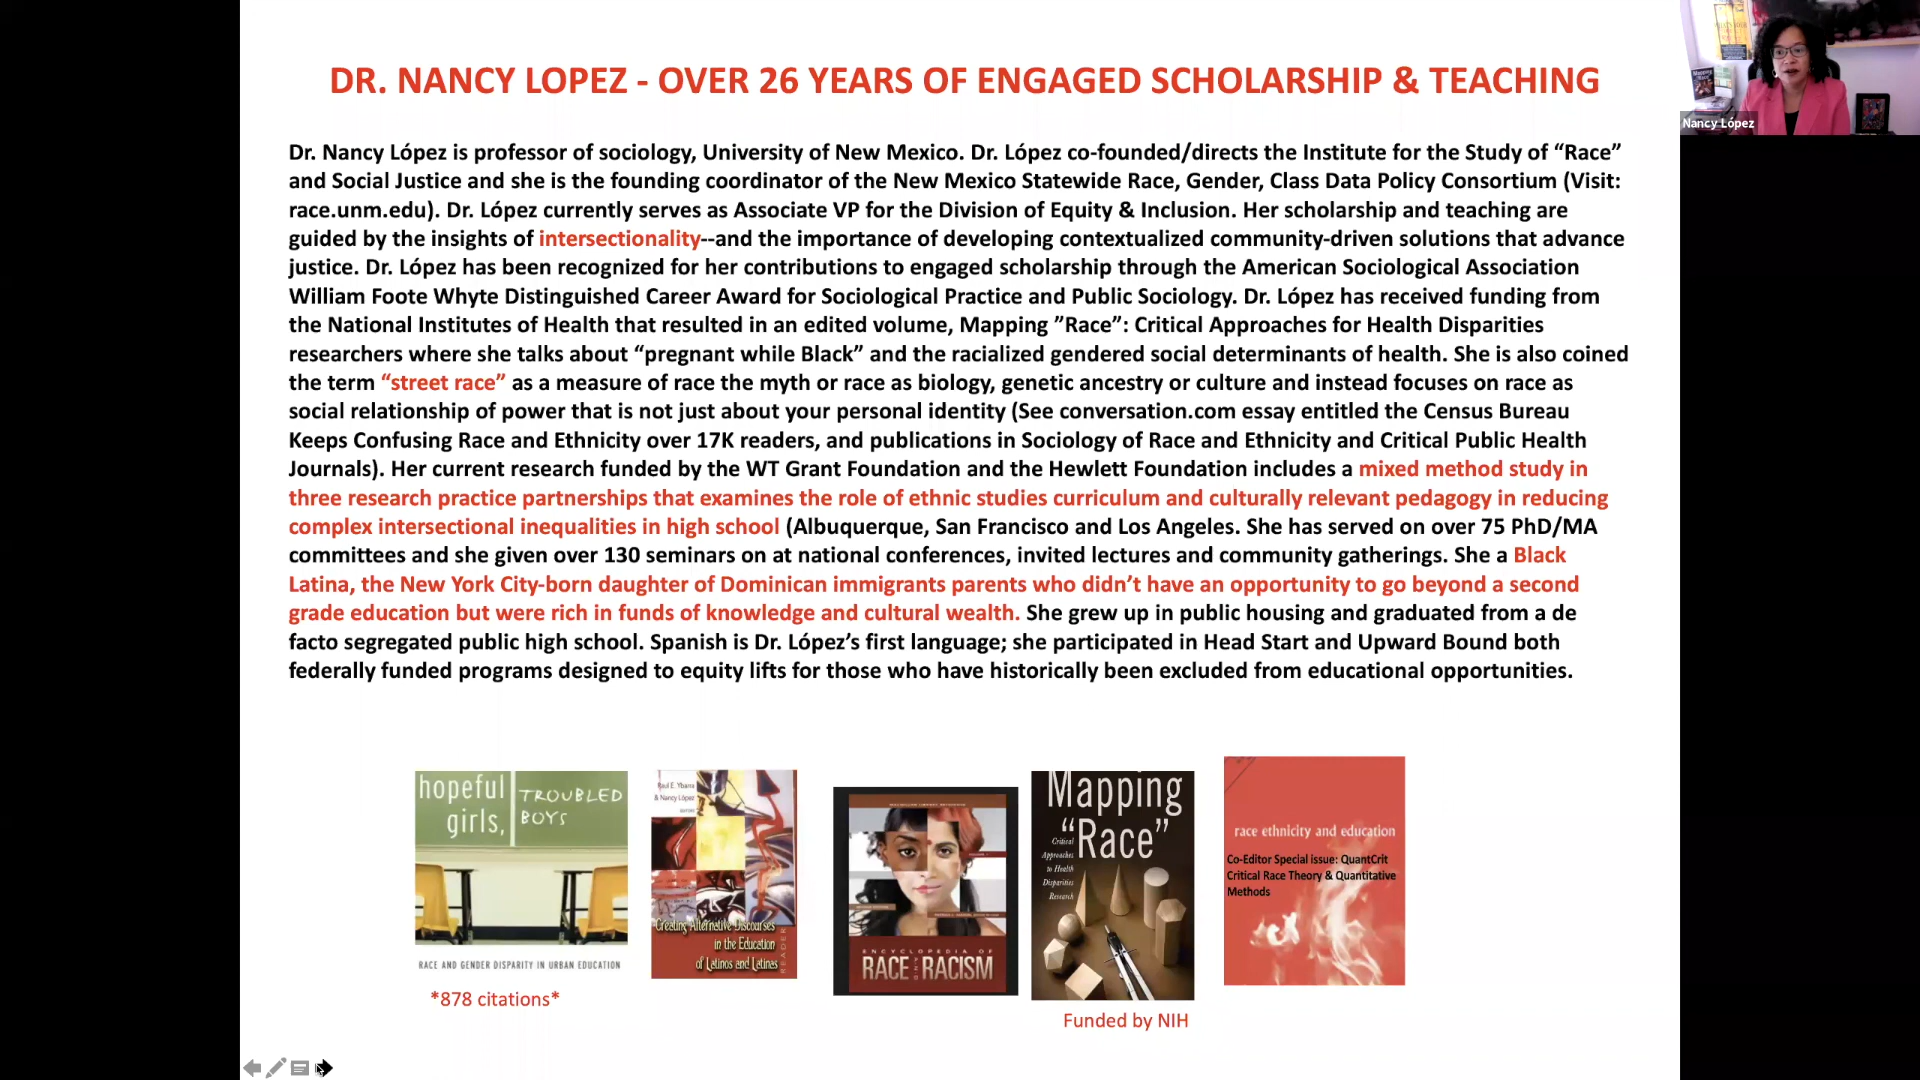 DR. NANCY LOPEZ - OVER 26 YEARS OF ENGAGED SCHOLARSHIP & TEACHING
Nancy López
Dr. Nancy López is professor of sociology, University of New Mexico. Dr. López co-founded/directs the Institute for the Study of “Race”
and Social Justice and she is the founding coordinator of the New Mexico Statewide Race, Gender, Class Data Policy Consortium (Visit:
race.unm.edu). Dr. López currently serves as Associate VP for the Division of Equity & Inclusion. Her scholarship and teaching are
guided by the insights of intersectionality--and the importance of developing contextualized community-driven solutions that advance
justice. Dr. López has been recognized for her contributions to engaged scholarship through the American Sociological Association
William Foote Whyte Distinguished Career Award for Sociological Practice and Public Sociology. Dr. López has received funding from
the National Institutes of Health that resulted in an edited volume, Mapping ”Race”: Critical Approaches for Health Disparities
researchers where she talks about “pregnant while Black” and the racialized gendered social determinants of health. She is also coined
the term “street race” as a measure of race the myth or race as biology, genetic ancestry or culture and instead focuses on race as
social relationship of power that is not just about your personal identity (See conversation.com essay entitled the Census Bureau
Keeps Confusing Race and Ethnicity over 17K readers, and publications in Sociology of Race and Ethnicity and Critical Public Health
Journals). Her current research funded by the WT Grant Foundation and the Hewlett Foundation includes a mixed method study in
three research practice partnerships that examines the role of ethnic studies curriculum and culturally relevant pedagogy in reducing
complex intersectional inequalities in high school (Albuquerque, San Francisco and Los Angeles. She has served on over 75 PhD/MA
committees and she given over 130 seminars on at national conferences, invited lectures and community gatherings. She a Black
Latina, the New York City-born daughter of Dominican immigrants parents who didn’t have an opportunity to go beyond a second
grade education but were rich in funds of knowledge and cultural wealth. She grew up in public housing and graduated from a de
facto segregated public high school. Spanish is Dr. López’s first language; she participated in Head Start and Upward Bound both
federally funded programs designed to equity lifts for those who have historically been excluded from educational opportunities.
hopeful
girls,
TROUBLED
BOYS
RACE AND GENDER DISPARITY IN URBAN EDUCATION
*878 citations*
& Nancy López
Creating Alternative Discourses
in the Education
of Latinos and Latinas
READER
ENCYCLOPEDIA OF
RACE AND RACISM
Mapping
“Race”
Critical
Approaches
to Health
Disparities
Research
Funded by NIH
race ethnicity and education
Co-Editor Special issue: QuantCrit
Critical Race Theory & Quantitative
Methods